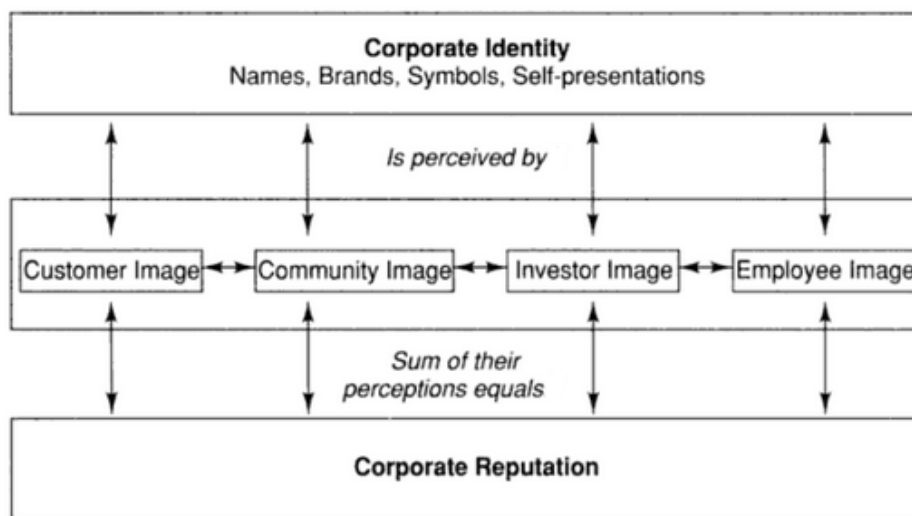 Corporate Identity
Names, Brands, Symbols, Self-presentations
Is perceived by
Customer Image
Community Image
Investor Image
Employee Image
Sum of their
perceptions equals
Corporate Reputation